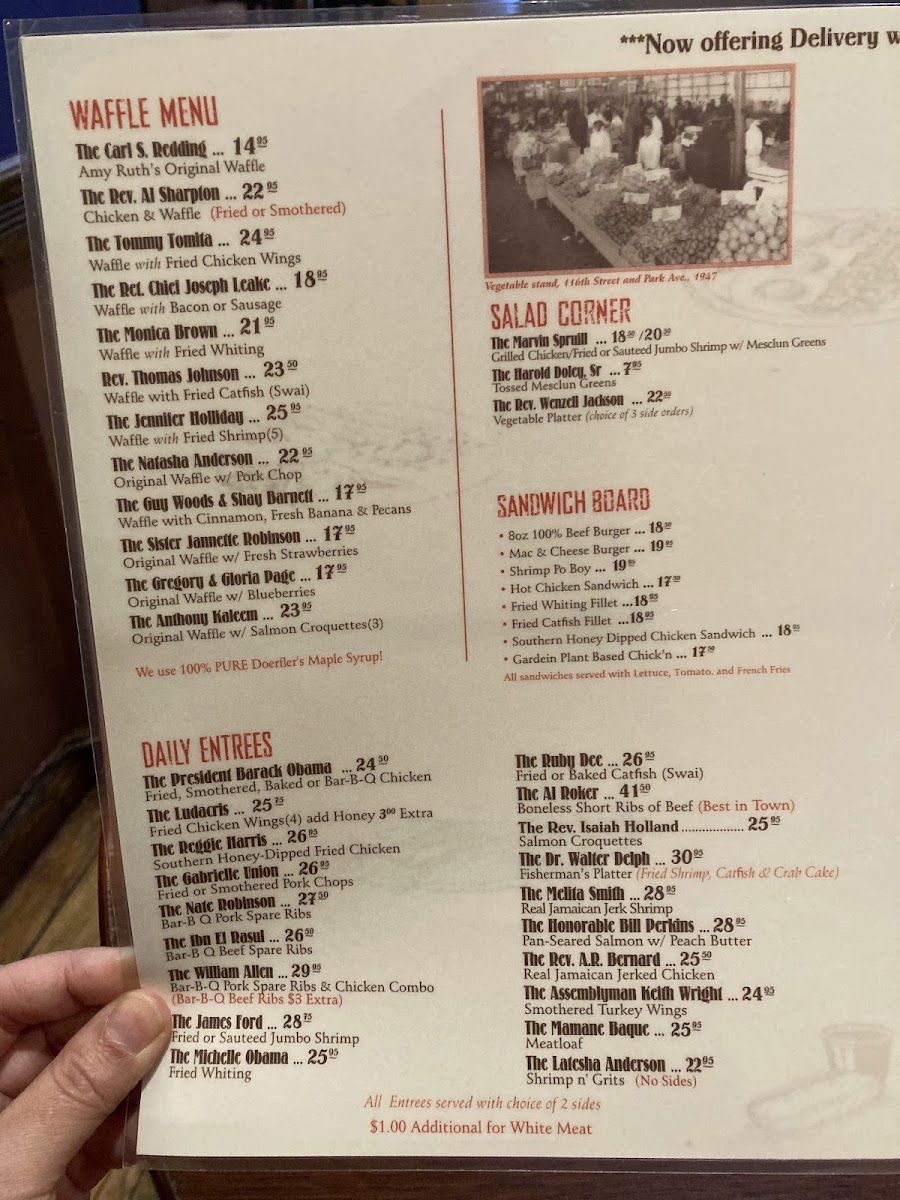 ***Now offering Delivery w
WAFFLE MENU
The Carl S. Redding ... 14.95
Amy Ruth's Original Waffle
The Rev. Al Sharpton ... 22.95
Chicken & Waffle (Fried or Smothered)
The Tommy Tomita ... 24.95
Waffle with Fried Chicken Wings
The Ret. Chief Joseph Leake ... 18.95
Waffle with Bacon or Sausage
The Monica Brown ... 21.95
Waffle with Fried Whiting
Rev. Thomas Johnson ... 23.50
Waffle with Fried Catfish (Swai)
The Jennifer Holliday ... 25.95
Waffle with Fried Shrimp(5)
The Natasha Anderson ... 22.95
Original Waffle w/ Pork Chop
The Guy Woods & Shay Barnett ... 17.95
Waffle with Cinnamon, Fresh Banana & Pecans
The Sister Jannette Robinson ... 17.95
Original Waffle w/ Fresh Strawberries
The Gregory & Gloria Page ... 17.95
Original Waffle w/ Blueberries
The Anthony Kaleem ... 23.95
Original Waffle w/ Salmon Croquettes(3)
We use 100% PURE Doerfler's Maple Syrup!
Vegetable stand, 116th Street and Park Ave., 1947
SALAD CORNER
The Marvin Spruill ... 18.50 /20.50
Grilled Chicken/Fried or Sauteed Jumbo Shrimp w/ Mesclun Greens
The Harold Doley, Sr ... 7.95
Tossed Mesclun Greens
The Rev. Wenzell Jackson ... 22.50
Vegetable Platter (choice of 3 side orders)
SANDWICH BOARD
• 8oz 100% Beef Burger ... 18.50
• Mac & Cheese Burger ... 19.95
• Shrimp Po Boy ... 19.95
• Hot Chicken Sandwich ... 17.50
• Fried Whiting Fillet ...18.95
• Fried Catfish Fillet ...18.95
• Southern Honey Dipped Chicken Sandwich ... 18.95
• Gardein Plant Based Chick'n ... 17.50
All sandwiches served with Lettuce, Tomato, and French Fries
DAILY ENTREES
The President Barack Obama ... 24.50
Fried, Smothered, Baked or Bar-B-Q Chicken
The Ludacris ... 25.75
Fried Chicken Wings(4) add Honey 3.00 Extra
The Reggie Harris ... 26.95
Southern Honey-Dipped Fried Chicken
The Gabrielle Union ... 26.95
Fried or Smothered Pork Chops
The Nate Robinson ... 27.50
Bar-B Q Pork Spare Ribs
The Ibn El Rasul ... 26.50
Bar-B Q Beef Spare Ribs
The William Allen ... 29.95
Bar-B-Q Pork Spare Ribs & Chicken Combo
(Bar-B-Q Beef Ribs $3 Extra)
The James Ford ... 28.75
Fried or Sauteed Jumbo Shrimp
The Michelle Obama ... 25.95
Fried Whiting
The Ruby Dee ... 26.95
Fried or Baked Catfish (Swai)
The Al Roker ... 41.50
Boneless Short Ribs of Beef (Best in Town)
The Rev. Isaiah Holland................... 25.95
Salmon Croquettes
The Dr. Walter Delph ... 30.95
Fisherman's Platter (Fried Shrimp, Catfish & Crab Cake)
The Melita Smith ... 28.95
Real Jamaican Jerk Shrimp
The Honorable Bill Perkins ... 28.95
Pan-Seared Salmon w/ Peach Butter
The Rev. A.R. Bernard ... 25.50
Real Jamaican Jerked Chicken
The Assemblyman Keith Wright ... 24.95
Smothered Turkey Wings
The Mamane Baque ... 25.95
Meatloaf
The Latesha Anderson ... 22.95
Shrimp n' Grits (No Sides)
All Entrees served with choice of 2 sides
$1.00 Additional for White Meat